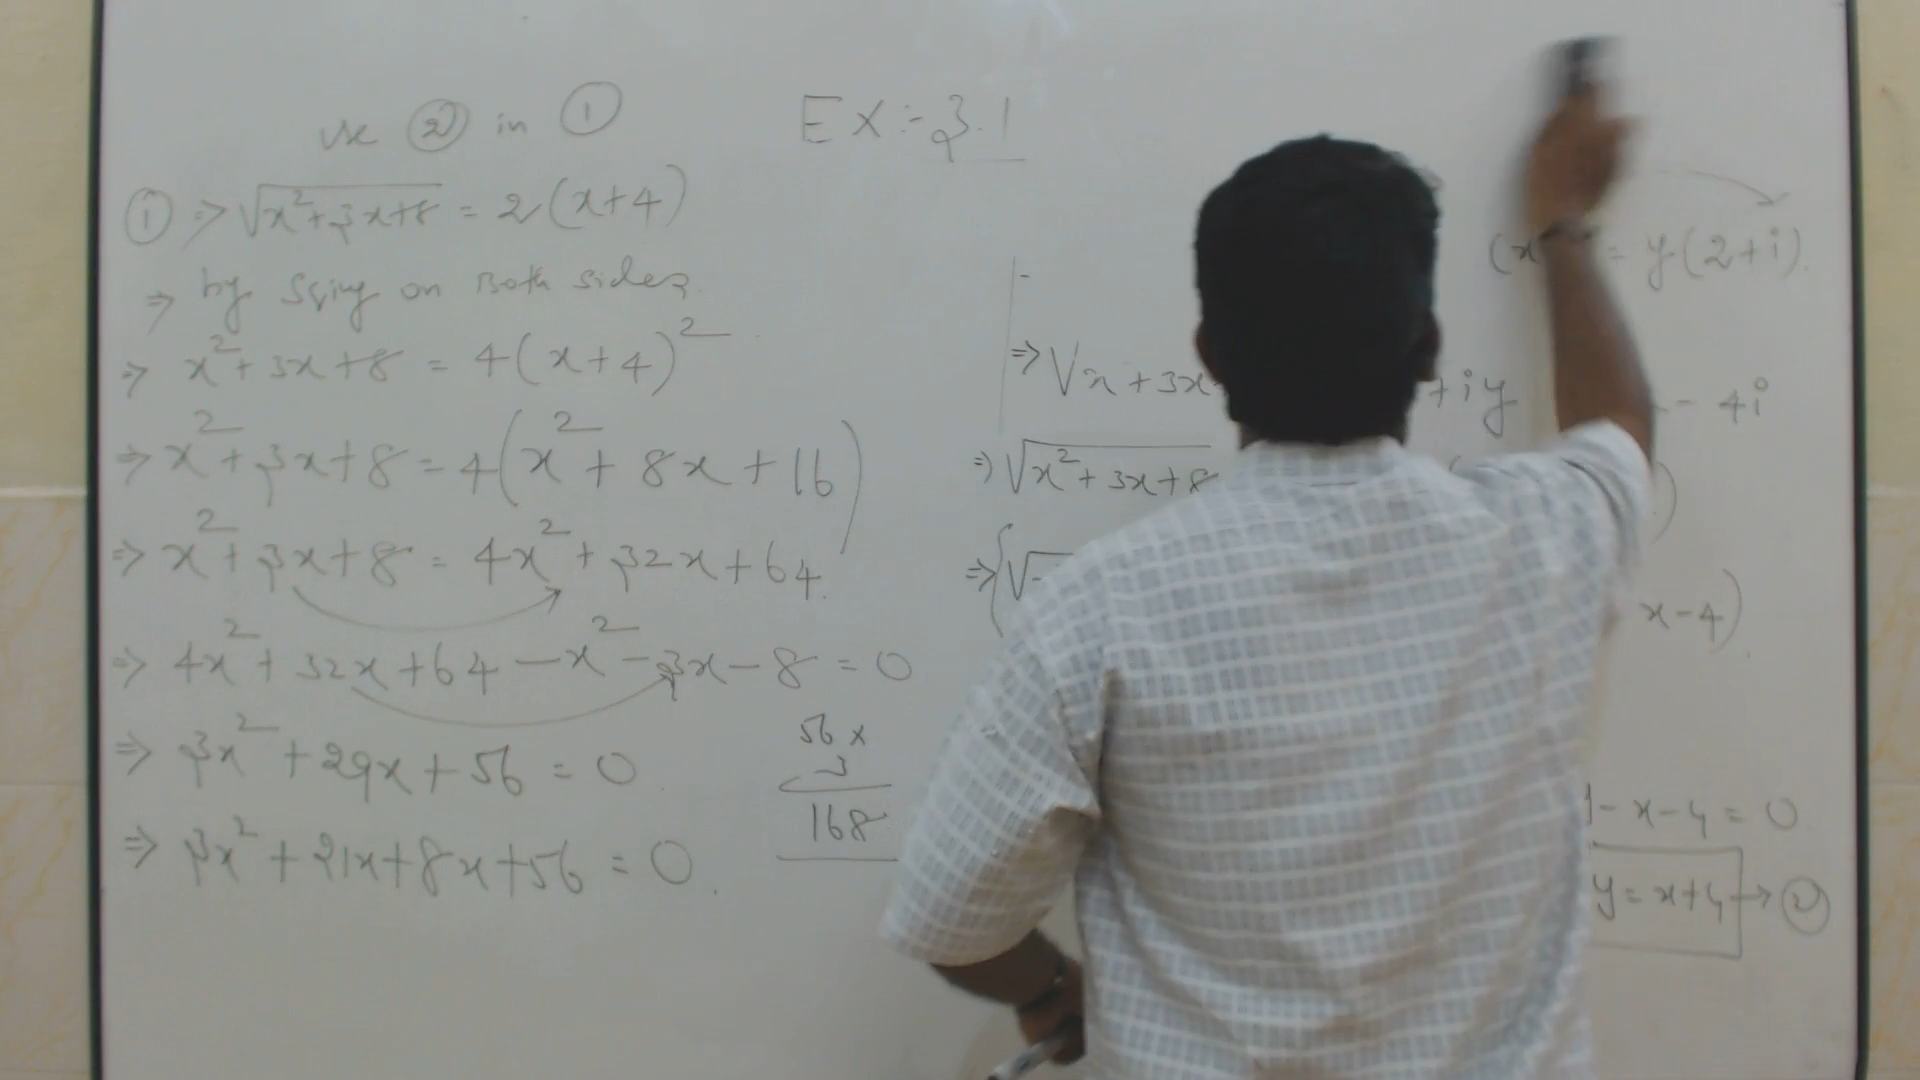 use ② in ①
① ⇒ √x²+3x+8 = 2(x+4)
⇒ by sqing on Both sides.
⇒ x²+3x+8 = 4(x+4)²
⇒ x²+3x+8 = 4(x²+8x+16)
⇒ x²+3x+8 = 4x²+32x+64.
⇒ 4x²+32x+64-x²-3x-8 = 0
⇒ 3x²+29x+56 = 0
⇒ 3x²+21x+8x+56 = 0.
56 x
3
168
EX:-3.1
(x = y(2+i).
⇒ √x+3x +iy - 4i
⇒ √x²+3x+8 )
⇒ {√ x-4)
- x-4 = 0
y = x+4 → ②